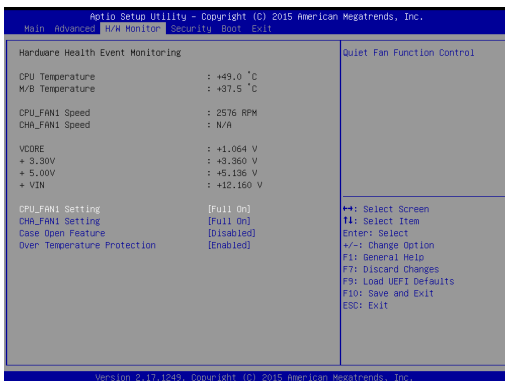 Aptio Setup Utility – Copyright (C) 2015 American Megatrends, Inc.
Main Advanced H/W Monitor Security Boot Exit
Hardware Health Event Monitoring
Quiet Fan Function Control
CPU Temperature : +49.0 °C
M/B Temperature : +37.5 °C
CPU_FAN1 Speed : 2576 RPM
CHA_FAN1 Speed : N/A
VCORE : +1.064 V
+ 3.30V : +3.360 V
+ 5.00V : +5.136 V
+ VIN : +12.160 V
CPU_FAN1 Setting [Full On]
CHA_FAN1 Setting [Full On]
Case Open Feature [Disabled]
Over Temperature Protection [Enabled]
↔: Select Screen
↑↓: Select Item
Enter: Select
+/-: Change Option
F1: General Help
F7: Discard Changes
F9: Load UEFI Defaults
F10: Save and Exit
ESC: Exit
Version 2.17.1249. Copyright (C) 2015 American Megatrends, Inc.